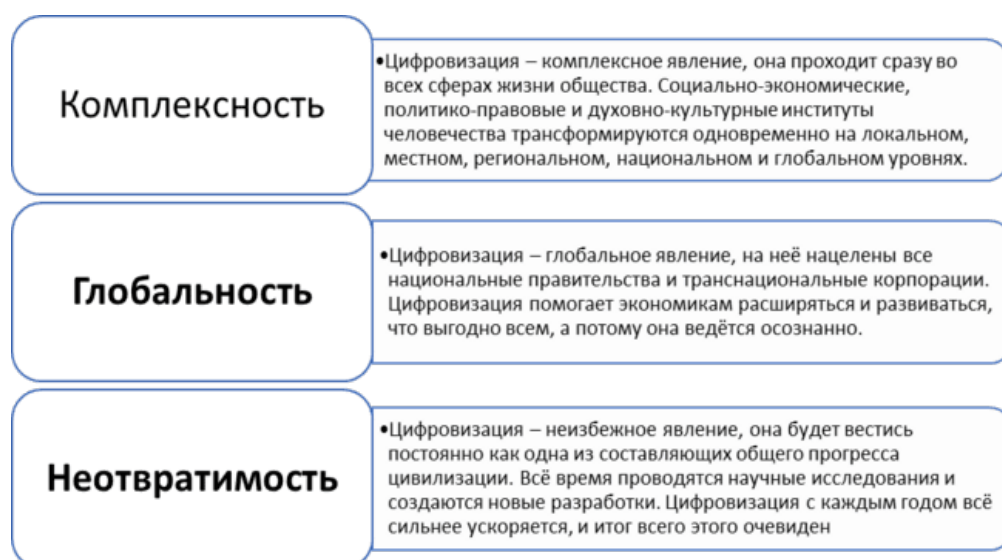 Комплексность
•Цифровизация – комплексное явление, она проходит сразу во
всех сферах жизни общества. Социально-экономические,
политико-правовые и духовно-культурные институты
человечества трансформируются одновременно на локальном,
местном, региональном, национальном и глобальном уровнях.
Глобальность
•Цифровизация – глобальное явление, на неё нацелены все
национальные правительства и транснациональные корпорации.
Цифровизация помогает экономикам расширяться и развиваться,
что выгодно всем, а потому она ведётся осознанно.
Неотвратимость
•Цифровизация – неизбежное явление, она будет вестись
постоянно как одна из составляющих общего прогресса
цивилизации. Всё время проводятся научные исследования и
создаются новые разработки. Цифровизация с каждым годом всё
сильнее ускоряется, и итог всего этого очевиден